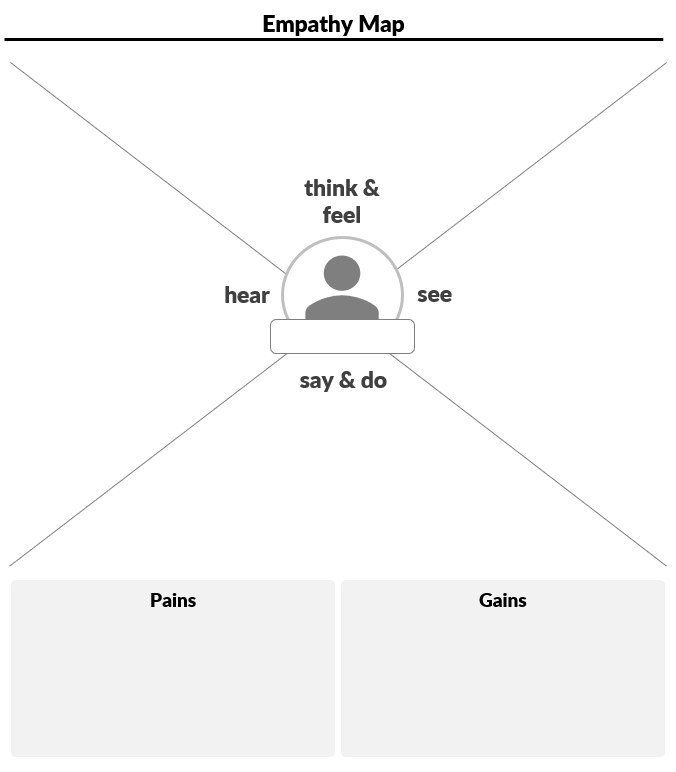 Empathy Map
think &
feel
hear
see
say & do
Pains
Gains